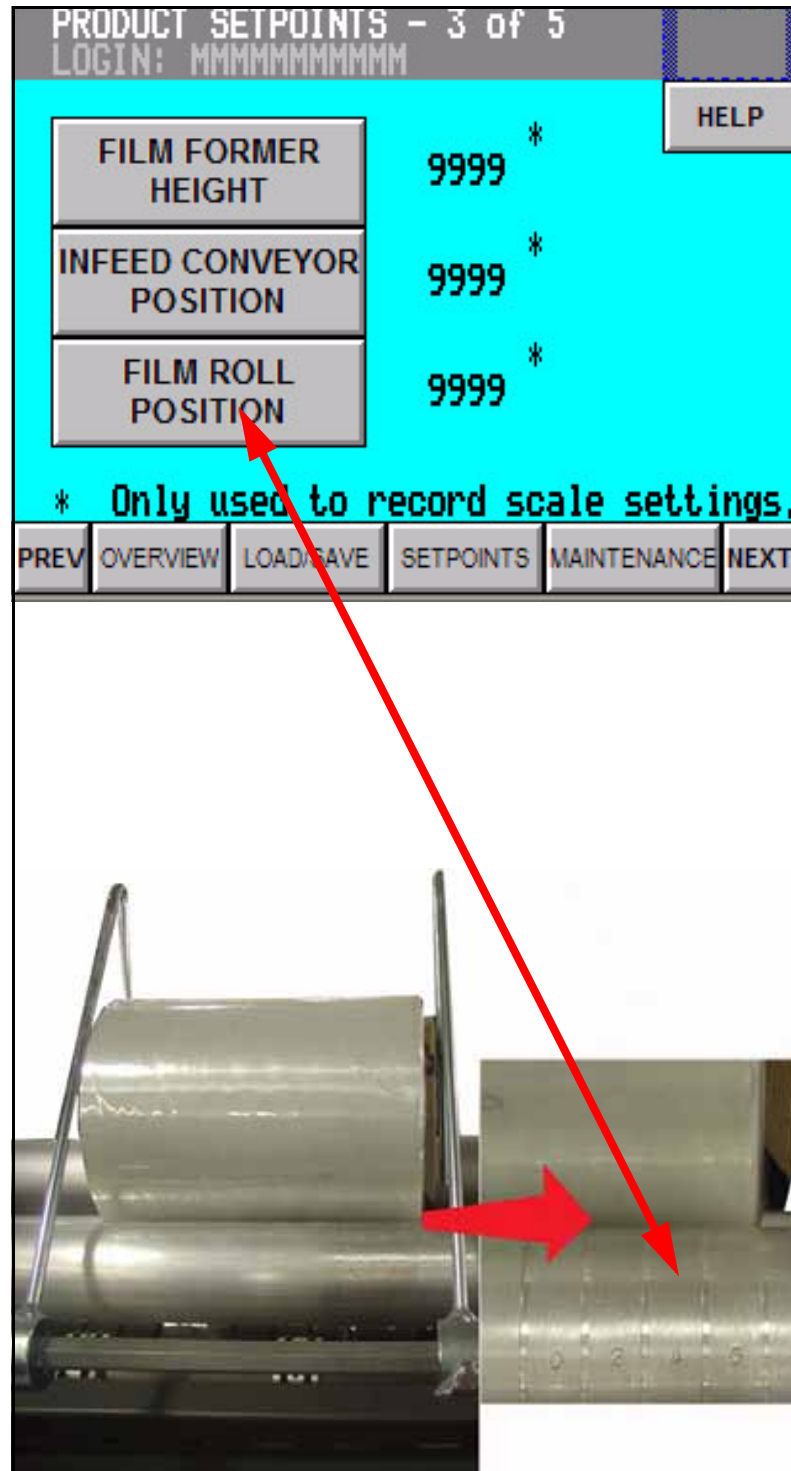 PRODUCT SETPOINTS - 3 of 5
LOGIN: MMMMMMMMMMM
HELP
FILM FORMER
HEIGHT
9999 *
INFEED CONVEYOR
POSITION
9999 *
FILM ROLL
POSITION
9999 *
* Only used to record scale settings.
PREV OVERVIEW LOAD/SAVE SETPOINTS MAINTENANCE NEXT